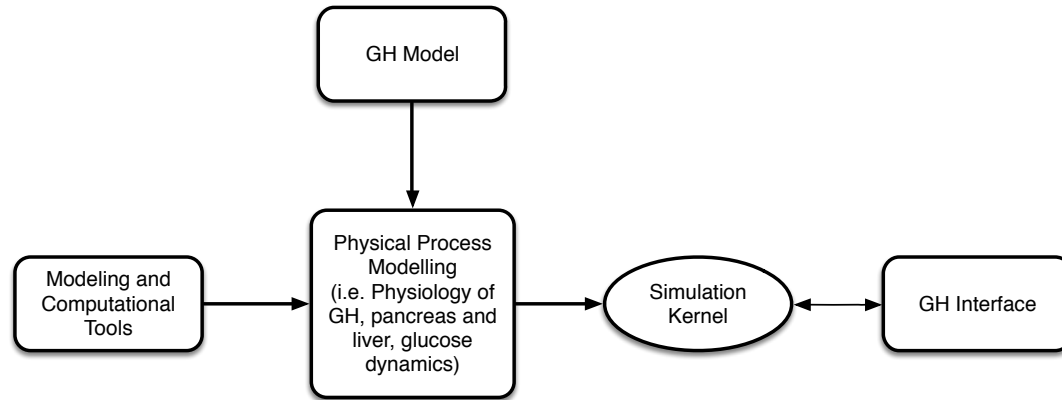 GH Model
Modeling and
Computational
Tools
Physical Process
Modelling
(i.e. Physiology of
GH, pancreas and
liver, glucose
dynamics)
Simulation
Kernel
GH Interface